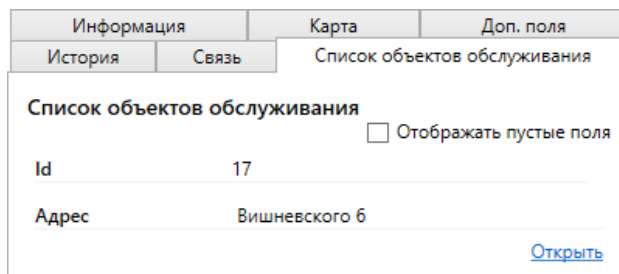 Информация Карта Доп. поля
История Связь Список объектов обслуживания
Список объектов обслуживания
Отображать пустые поля
Id 17
Адрес Вишневского 6
Открыть